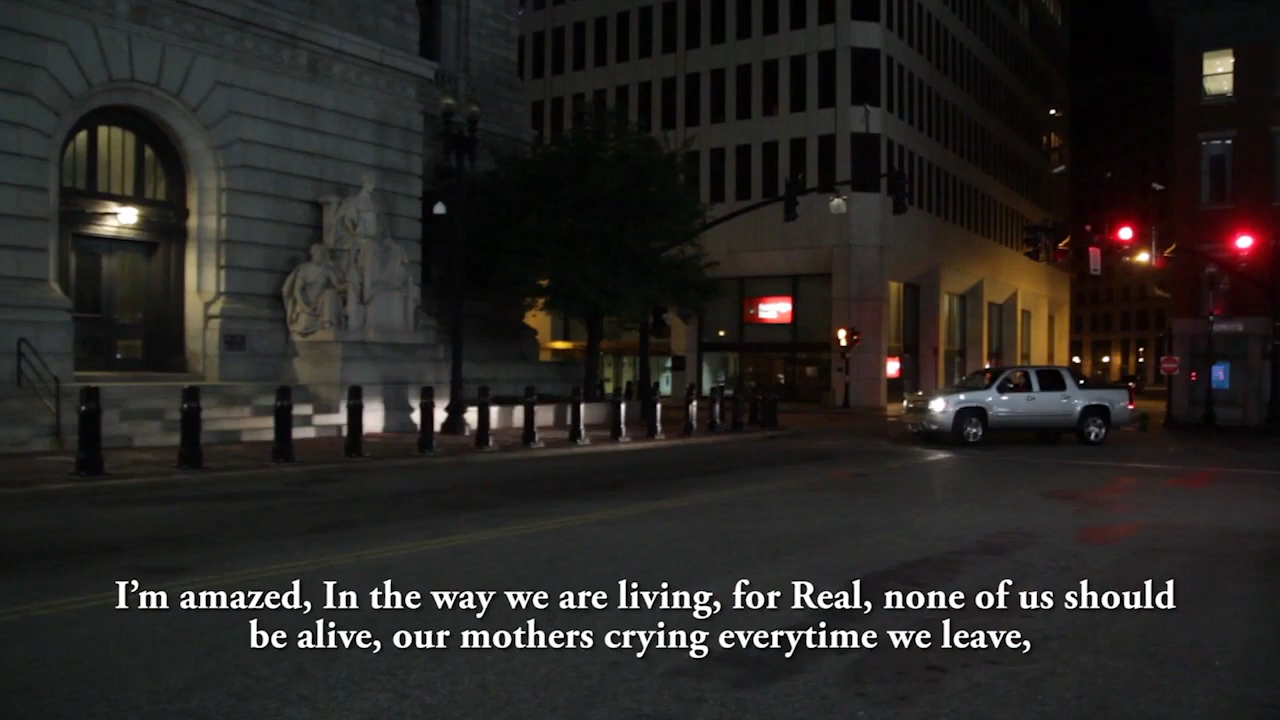 I’m amazed, In the way we are living, for Real, none of us should
be alive, our mothers crying everytime we leave,